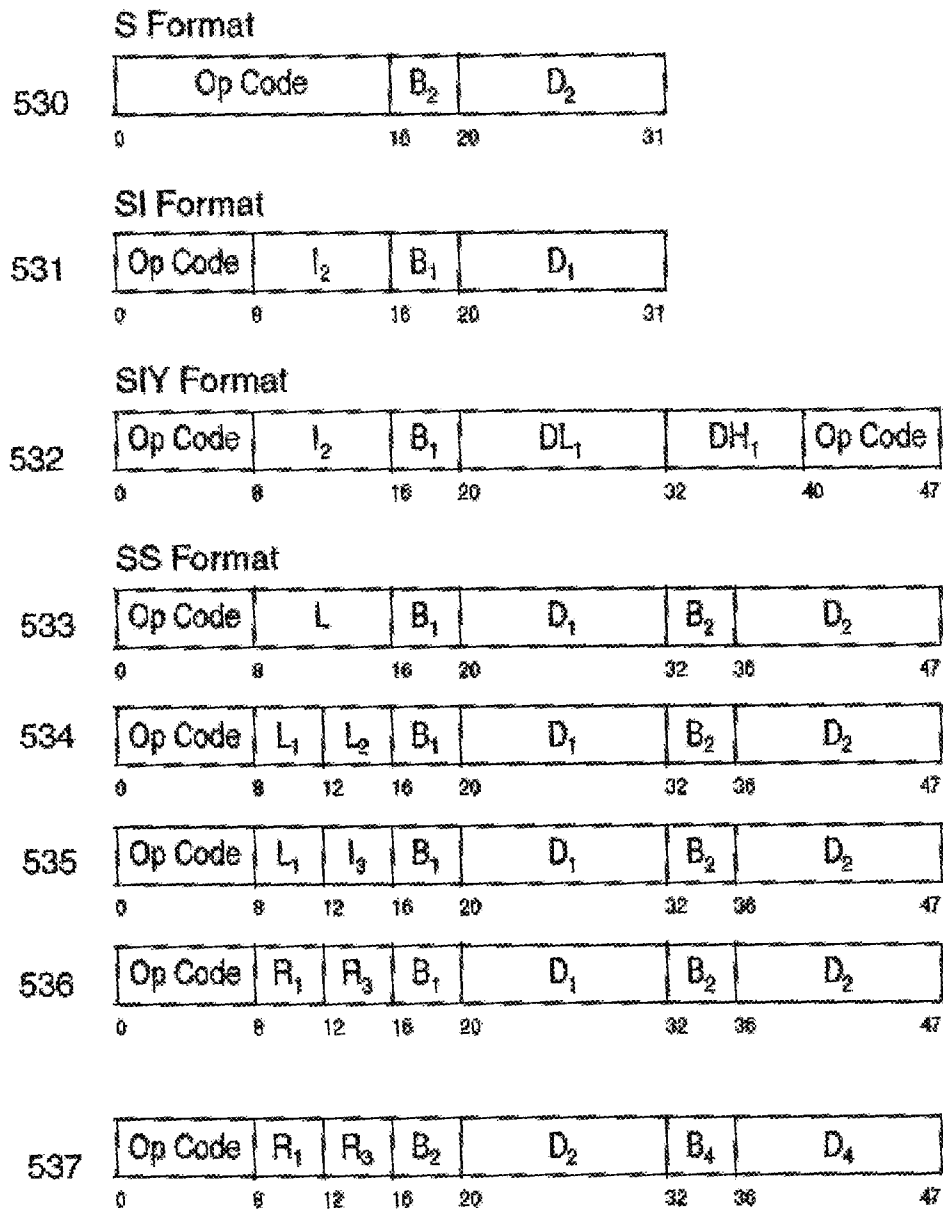 S Format
530 Op Code B₂ D₂
0 16 20 31
SI Format
531 Op Code I₂ B₁ D₁
0 8 16 20 31
SIY Format
532 Op Code I₂ B₁ DL₁ DH₁ Op Code
0 8 16 20 32 40 47
SS Format
533 Op Code L B₁ D₁ B₂ D₂
0 8 16 20 32 36 47
534 Op Code L₁ L₂ B₁ D₁ B₂ D₂
0 8 12 16 20 32 36 47
535 Op Code L₁ I₃ B₁ D₁ B₂ D₂
0 8 12 16 20 32 36 47
536 Op Code R₁ R₃ B₁ D₁ B₂ D₂
0 8 12 16 20 32 36 47
537 Op Code R₁ R₃ B₂ D₂ B₄ D₄
0 8 12 16 20 32 36 47